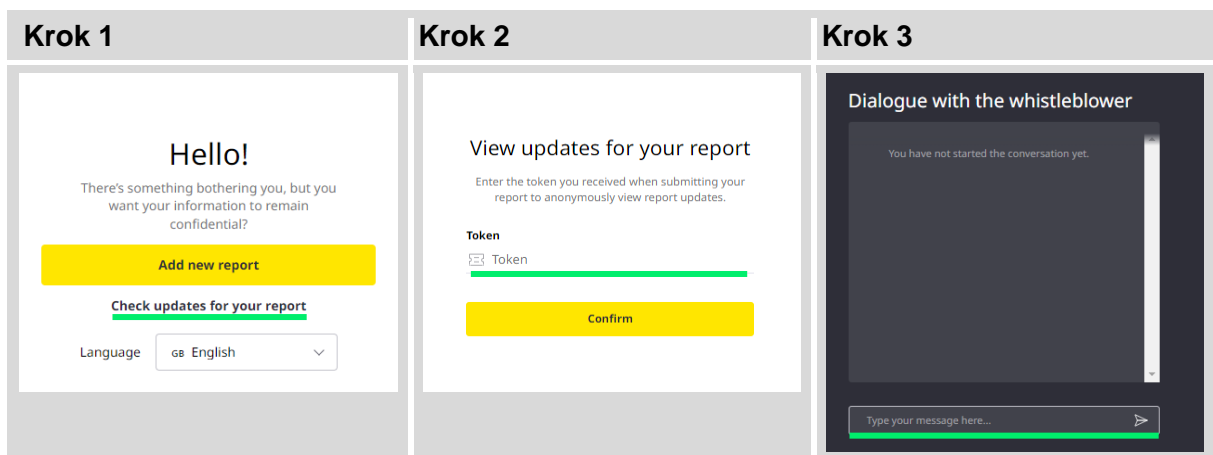 Krok 1
Krok 2
Krok 3
Hello!
There's something bothering you, but you
want your information to remain
confidential?
Add new report
Check updates for your report
Language
GB English
View updates for your report
Enter the token you received when submitting your
report to anonymously view report updates.
Token
Token
Confirm
Dialogue with the whistleblower
You have not started the conversation yet.
Type your message here...